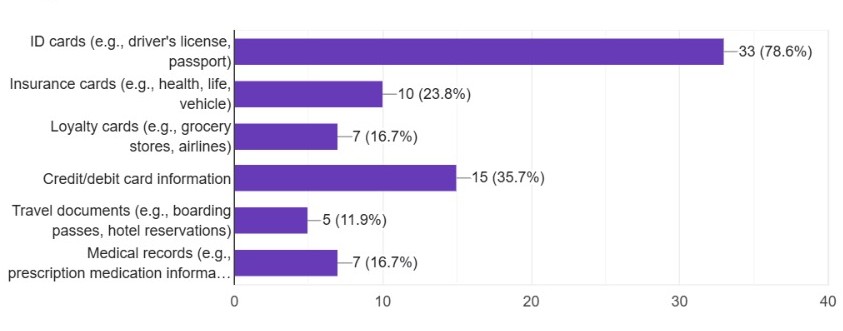 ID cards (e.g., driver's license,
passport)
33 (78.6%)
Insurance cards (e.g., health, life,
vehicle)
10 (23.8%)
Loyalty cards (e.g., grocery
stores, airlines)
7 (16.7%)
Credit/debit card information
15 (35.7%)
Travel documents (e.g., boarding
passes, hotel reservations)
5 (11.9%)
Medical records (e.g.,
prescription medication informa…
7 (16.7%)
0 10 20 30 40